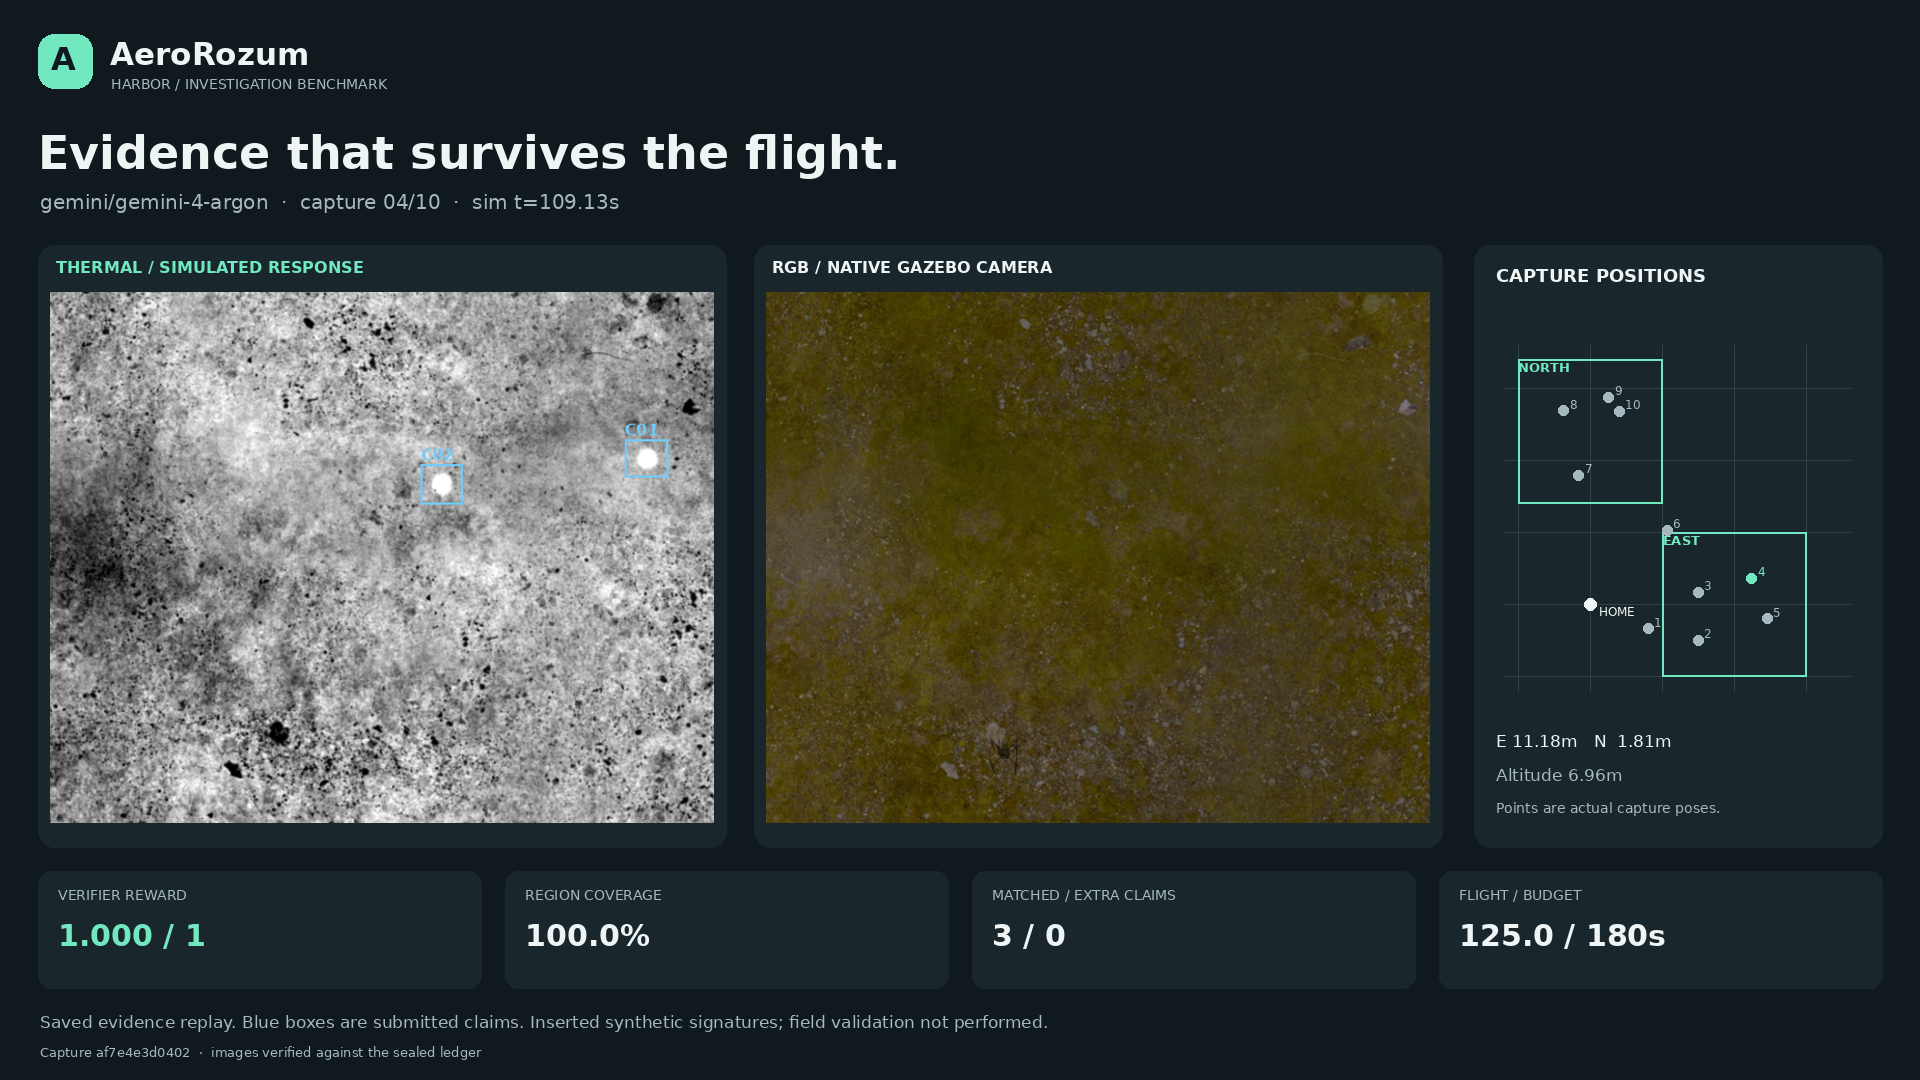 A
AeroRozum
HARBOR / INVESTIGATION BENCHMARK
Evidence that survives the flight.
gemini/gemini-4-argon · capture 04/10 · sim t=109.13s
THERMAL / SIMULATED RESPONSE
C01
C02
RGB / NATIVE GAZEBO CAMERA
CAPTURE POSITIONS
NORTH
9
8
10
7
6
EAST
4
3
HOME
5
1
2
E 11.18m N 1.81m
Altitude 6.96m
Points are actual capture poses.
VERIFIER REWARD
1.000 / 1
REGION COVERAGE
100.0%
MATCHED / EXTRA CLAIMS
3 / 0
FLIGHT / BUDGET
125.0 / 180s
Saved evidence replay. Blue boxes are submitted claims. Inserted synthetic signatures; field validation not performed.
Capture af7e4e3d0402 · images verified against the sealed ledger